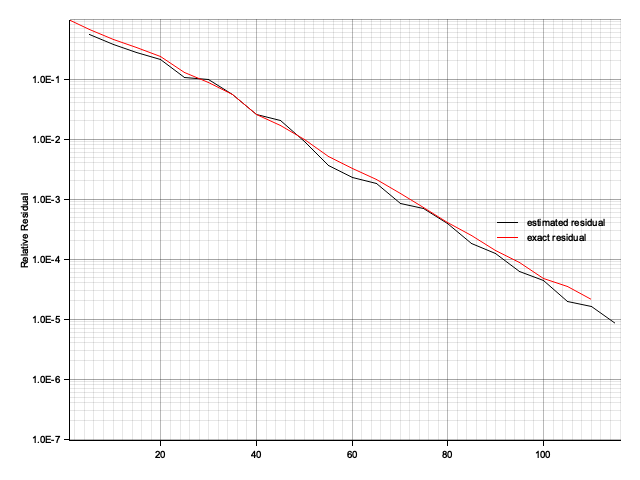 1.0E-1
1.0E-2
1.0E-3
1.0E-4
1.0E-5
1.0E-6
1.0E-7
Relative Residual
estimated residual
exact residual
20
40
60
80
100